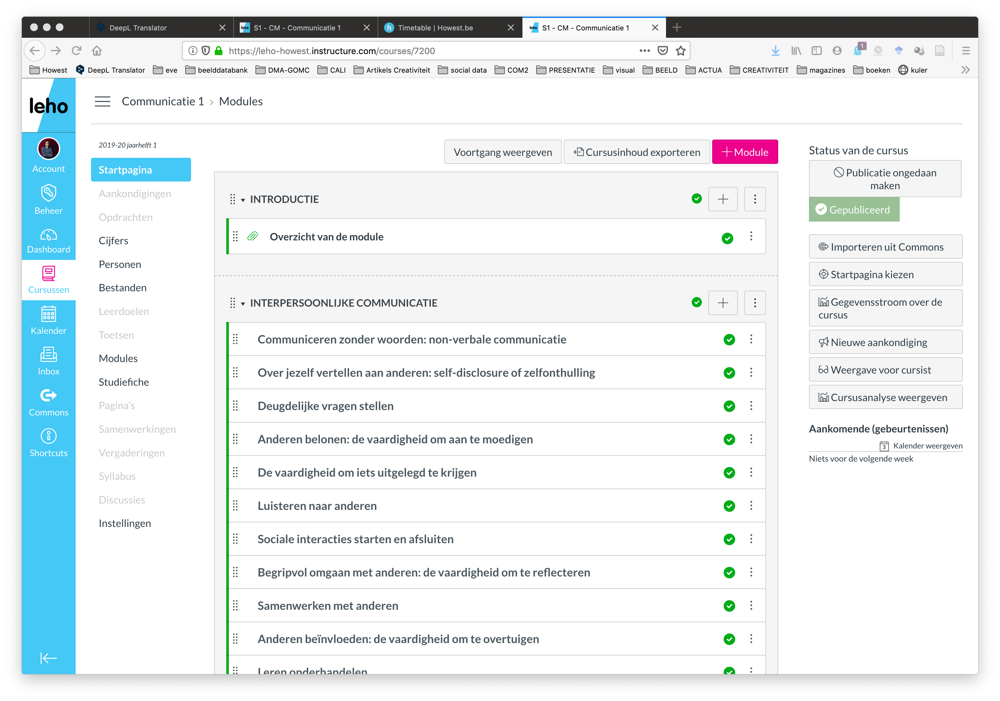 DeepL Translator
leho S1 - CM - Communicatie 1
h Timetable | Howest.be
leho S1 - CM - Communicatie 1
https://leho-howest.instructure.com/courses/7200
1
Howest
DeepL Translator
eve
beelddatabank
DMA-GOMC
CALI
Artikels Creativiteit
social data
COM2
PRESENTATIE
visual
BEELD
ACTUA
CREATIVITEIT
magazines
boeken
kuler
leho
Account
Beheer
Dashboard
Cursussen
Kalender
Inbox
Commons
Shortcuts
Communicatie 1 › Modules
2019-20 jaarhelft 1
Startpagina
Aankondigingen
Opdrachten
Cijfers
Personen
Bestanden
Leerdoelen
Toetsen
Modules
Studiefiche
Pagina's
Samenwerkingen
Vergaderingen
Syllabus
Discussies
Instellingen
Voortgang weergeven
Cursusinhoud exporteren
+ Module
INTRODUCTIE
Overzicht van de module
INTERPERSOONLIJKE COMMUNICATIE
Communiceren zonder woorden: non-verbale communicatie
Over jezelf vertellen aan anderen: self-disclosure of zelfonthulling
Deugdelijke vragen stellen
Anderen belonen: de vaardigheid om aan te moedigen
De vaardigheid om iets uitgelegd te krijgen
Luisteren naar anderen
Sociale interacties starten en afsluiten
Begripvol omgaan met anderen: de vaardigheid om te reflecteren
Samenwerken met anderen
Anderen beïnvloeden: de vaardigheid om te overtuigen
Leren onderhandelen
Status van de cursus
Publicatie ongedaan
maken
Gepubliceerd
Importeren uit Commons
Startpagina kiezen
Gegevensstroom over de
cursus
Nieuwe aankondiging
Weergave voor cursist
Cursusanalyse weergeven
Aankomende (gebeurtenissen)
3 Kalender weergeven
Niets voor de volgende week